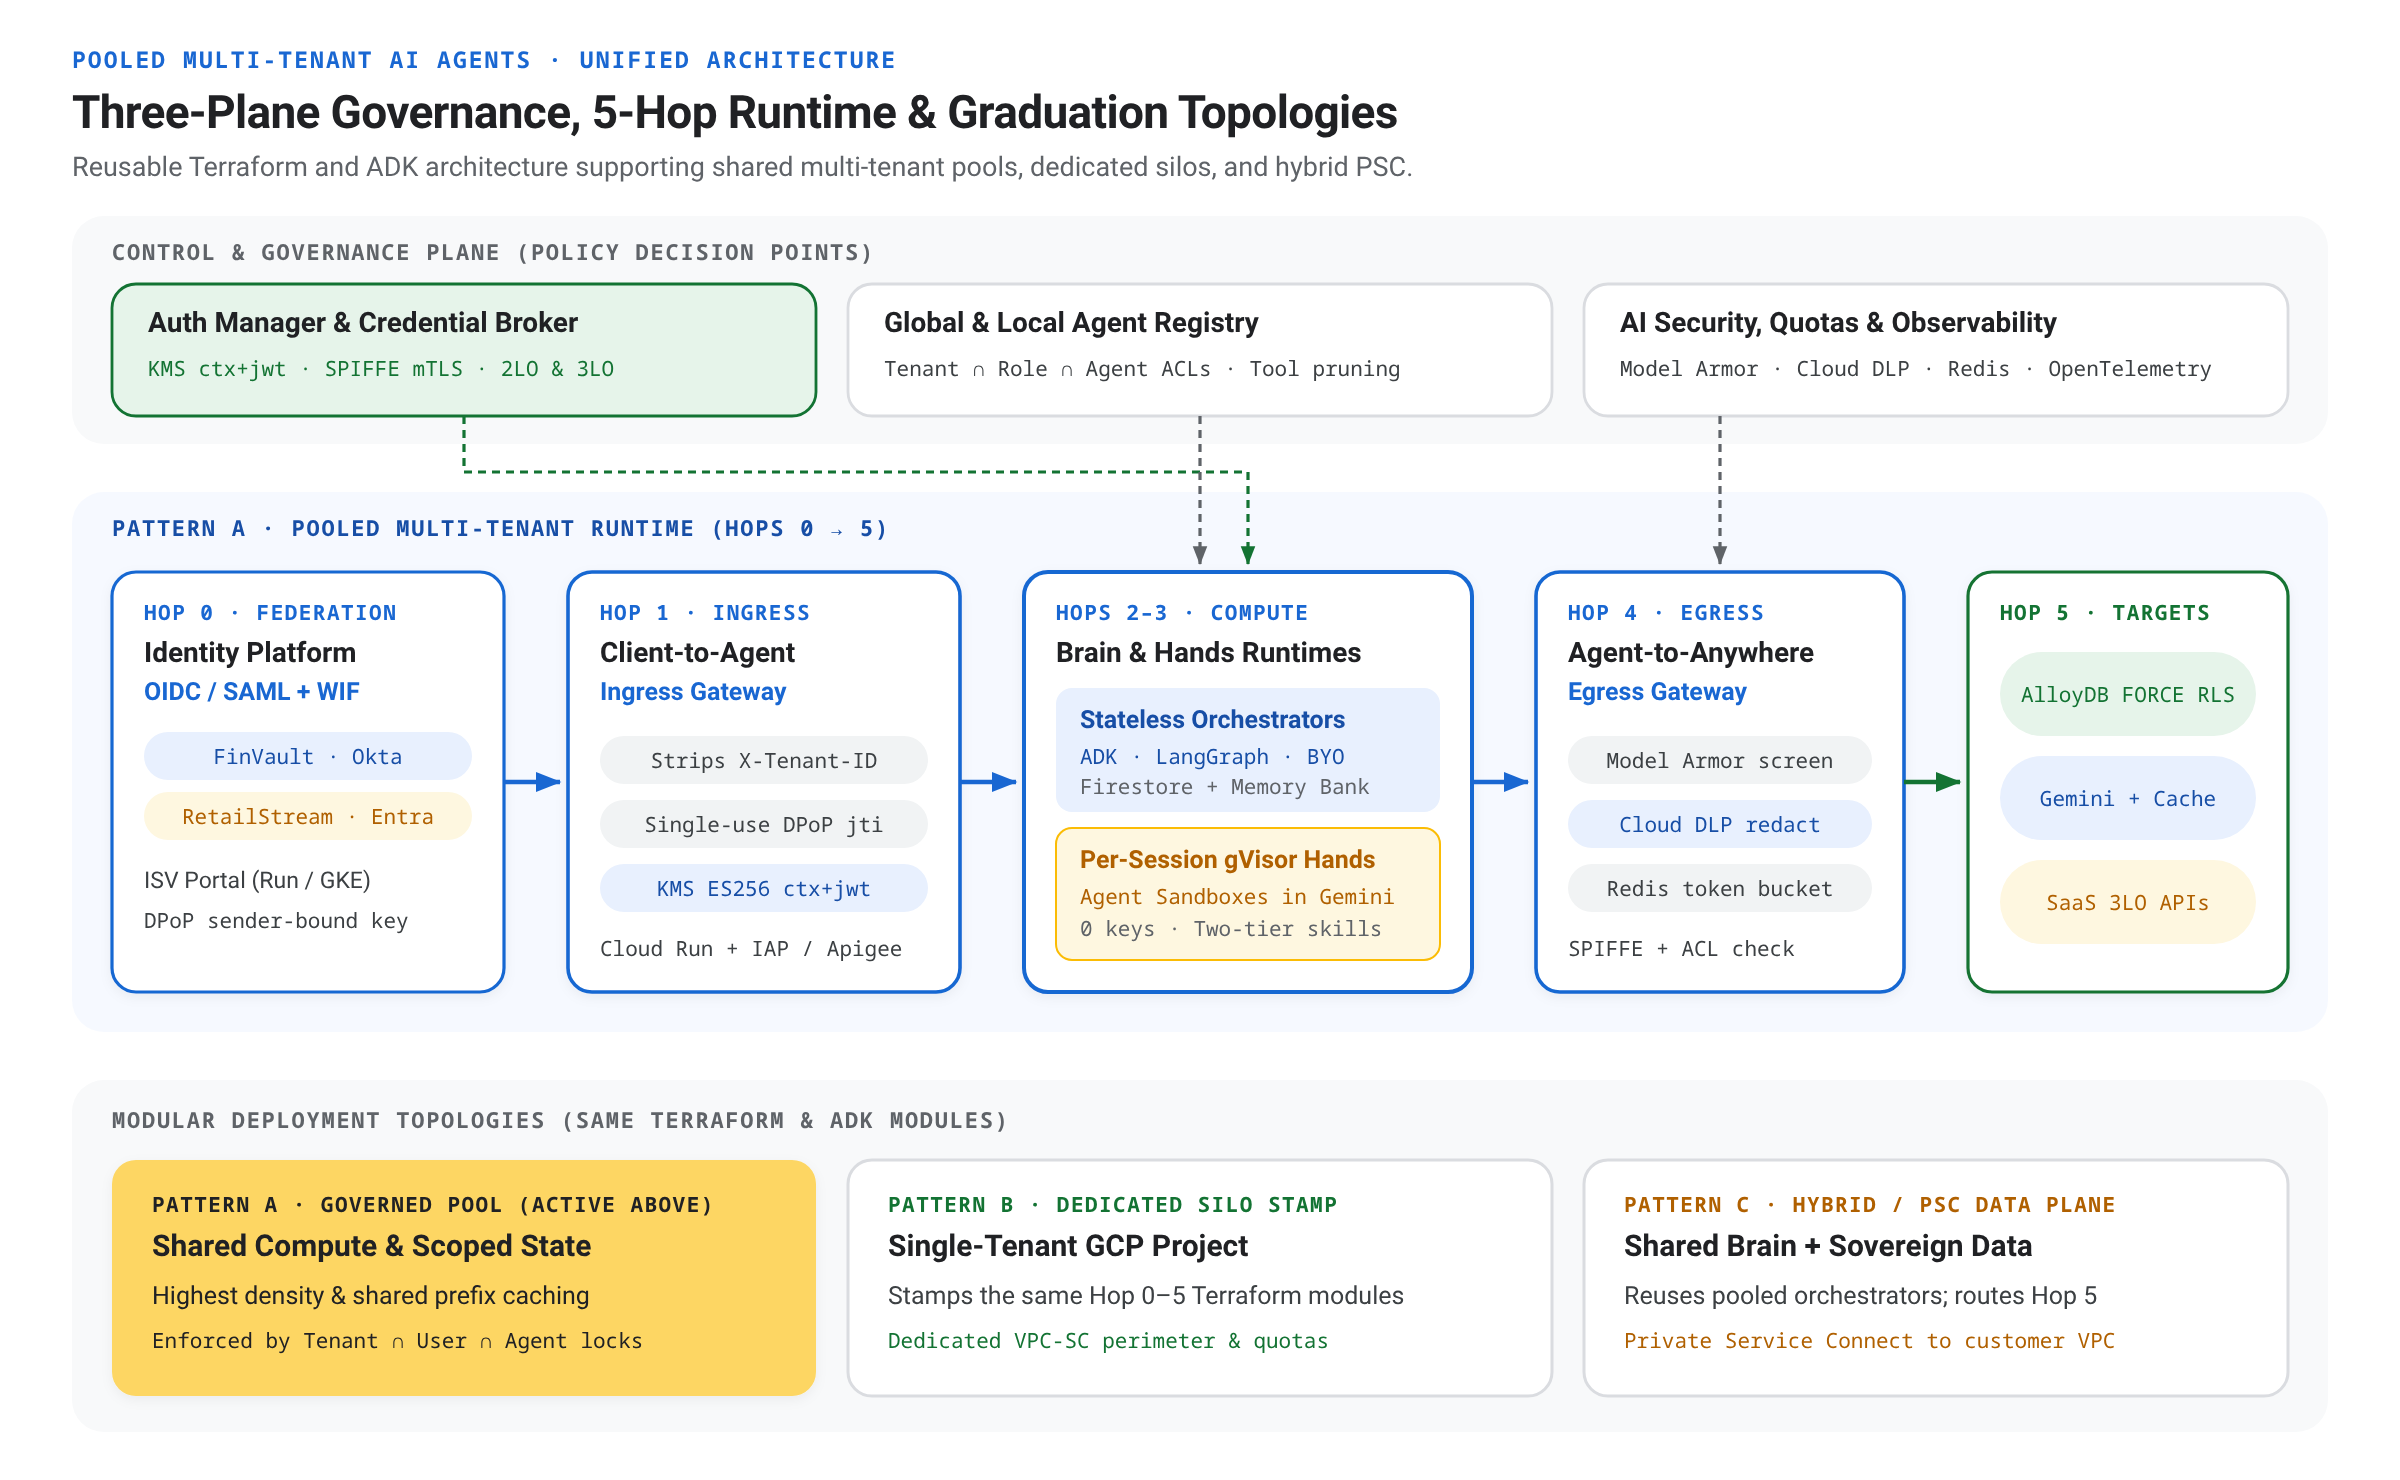 POOLED MULTI-TENANT AI AGENTS · UNIFIED ARCHITECTURE
Three-Plane Governance, 5-Hop Runtime & Graduation Topologies
Reusable Terraform and ADK architecture supporting shared multi-tenant pools, dedicated silos, and hybrid PSC.
CONTROL & GOVERNANCE PLANE (POLICY DECISION POINTS)
Auth Manager & Credential Broker
KMS ctx+jwt · SPIFFE mTLS · 2LO & 3LO
Global & Local Agent Registry
Tenant ∩ Role ∩ Agent ACLs · Tool pruning
AI Security, Quotas & Observability
Model Armor · Cloud DLP · Redis · OpenTelemetry
PATTERN A · POOLED MULTI-TENANT RUNTIME (HOPS 0 → 5)
HOP 0 · FEDERATION
Identity Platform
OIDC / SAML + WIF
FinVault · Okta
RetailStream · Entra
ISV Portal (Run / GKE)
DPoP sender-bound key
HOP 1 · INGRESS
Client-to-Agent
Ingress Gateway
Strips X-Tenant-ID
Single-use DPoP jti
KMS ES256 ctx+jwt
Cloud Run + IAP / Apigee
HOPS 2–3 · COMPUTE
Brain & Hands Runtimes
Stateless Orchestrators
ADK · LangGraph · BYO
Firestore + Memory Bank
Per-Session gVisor Hands
Agent Sandboxes in Gemini
0 keys · Two-tier skills
HOP 4 · EGRESS
Agent-to-Anywhere
Egress Gateway
Model Armor screen
Cloud DLP redact
Redis token bucket
SPIFFE + ACL check
HOP 5 · TARGETS
AlloyDB FORCE RLS
Gemini + Cache
SaaS 3LO APIs
MODULAR DEPLOYMENT TOPOLOGIES (SAME TERRAFORM & ADK MODULES)
PATTERN A · GOVERNED POOL (ACTIVE ABOVE)
Shared Compute & Scoped State
Highest density & shared prefix caching
Enforced by Tenant ∩ User ∩ Agent locks
PATTERN B · DEDICATED SILO STAMP
Single-Tenant GCP Project
Stamps the same Hop 0–5 Terraform modules
Dedicated VPC-SC perimeter & quotas
PATTERN C · HYBRID / PSC DATA PLANE
Shared Brain + Sovereign Data
Reuses pooled orchestrators; routes Hop 5
Private Service Connect to customer VPC